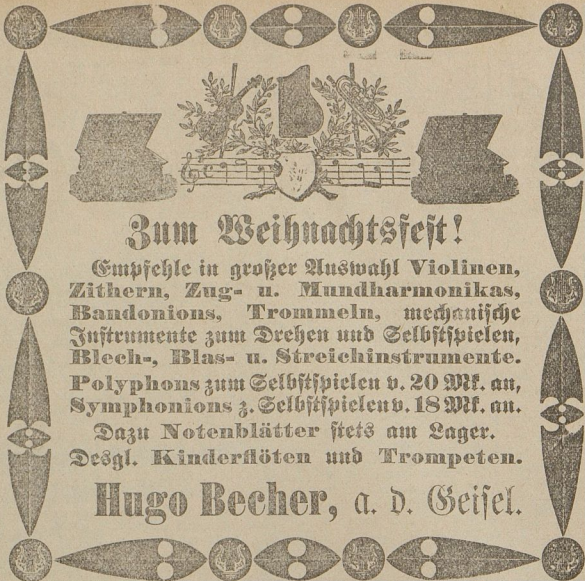 Zum Weihnachtsfest!
Empfehle in großer Auswahl Violinen,
Zithern, Zug- u. Mundharmonikas,
Bandonions, Trommeln, mechanische
Instrumente zum Drehen und Selbstspielen,
Blech-, Blas- u. Streichinstrumente.
Polyphons zum Selbstspielen v. 20 Mk. an,
Symphonions z. Selbstspielen v. 18 Mk. an.
Dazu Notenblätter stets am Lager.
Desgl. Kinderflöten und Trompeten.
Hugo Becher, a. d. Geisel.